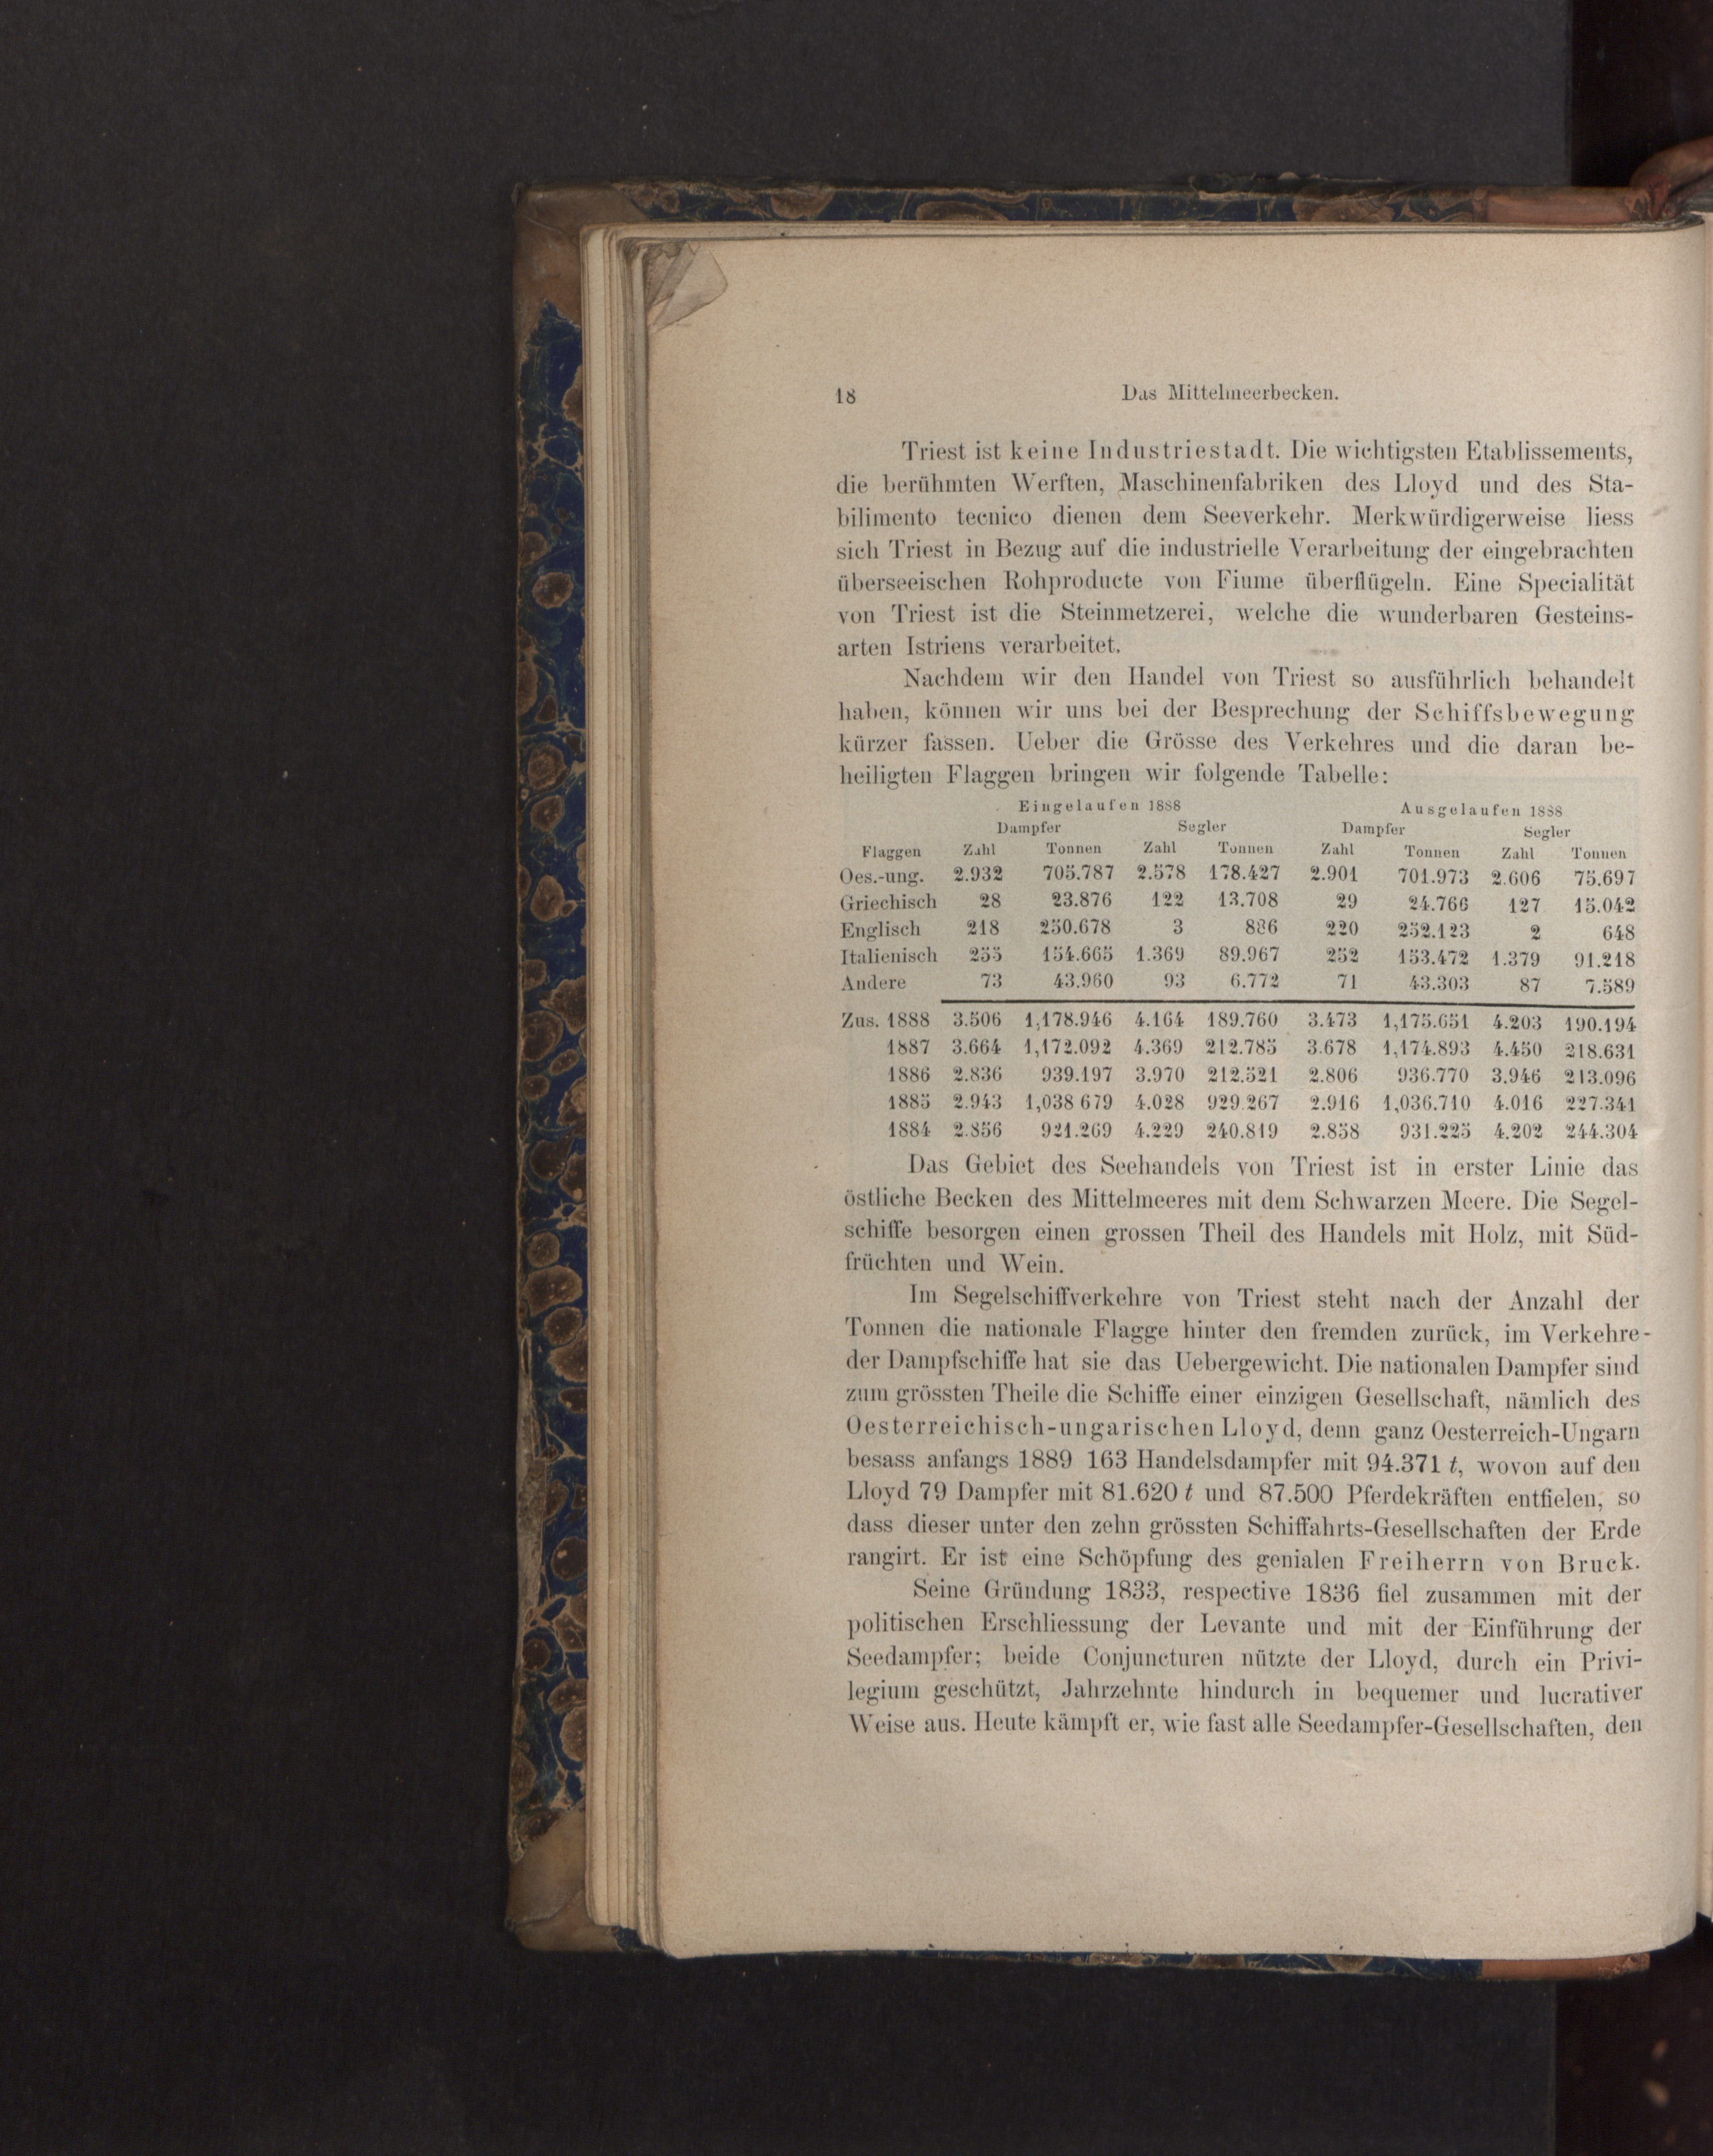 18 Das Mittelmeerbecken.
Triest ist keine Industriestadt. Die wichtigsten Etablissements,
die berühmten Werften, Maschinenfabriken des Lloyd und des Sta-
bilimento tecnico dienen dem Seeverkehr. Merkwürdigerweise liess
sich Triest in Bezug auf die industrielle Verarbeitung der eingebrachten
überseeischen Rohproducte von Fiume überflügeln. Eine Specialität
von Triest ist die Steinmetzerei, welche die wunderbaren Gesteins-
arten Istriens verarbeitet.
Nachdem wir den Handel von Triest so ausführlich behandelt
haben, können wir uns bei der Besprechung der Schiffsbewegung
kürzer fassen. Ueber die Grösse des Verkehres und die daran be-
heiligten Flaggen bringen wir folgende Tabelle:
Eingelaufen 1888 Ausgelaufen 1888
Dampfer Segler Dampfer Segler
Flaggen Zahl Tonnen Zahl Tonnen Zahl Tonnen Zahl Tonnen
Oes.-ung. 2.932 705.787 2.578 178.427 2.901 701.973 2.606 75.697
Griechisch 28 23.876 122 13.708 29 24.766 127 15.042
Englisch 218 250.678 3 886 220 252.123 2 648
Italienisch 255 154.665 1.369 89.967 252 153.472 1.379 91.218
Andere 73 43.960 93 6.772 71 43.303 87 7.589
Zus. 1888 3.506 1,178.946 4.164 189.760 3.473 1,175.651 4.203 190.194
1887 3.664 1,172.092 4.369 212.785 3.678 1,174.893 4.450 218.631
1886 2.836 939.197 3.970 212.521 2.806 936.770 3.946 213.096
1885 2.943 1,038 679 4.028 929.267 2.916 1,036.710 4.016 227.341
1884 2.856 921.269 4.229 240.819 2.858 931.225 4.202 244.304
Das Gebiet des Seehandels von Triest ist in erster Linie das
östliche Becken des Mittelmeeres mit dem Schwarzen Meere. Die Segel-
schiffe besorgen einen grossen Theil des Handels mit Holz, mit Süd-
früchten und Wein.
Im Segelschiffverkehre von Triest steht nach der Anzahl der
Tonnen die nationale Flagge hinter den fremden zurück, im Verkehre-
der Dampfschiffe hat sie das Uebergewicht. Die nationalen Dampfer sind
zum grössten Theile die Schiffe einer einzigen Gesellschaft, nämlich des
Oesterreichisch-ungarischen Lloyd, denn ganz Oesterreich-Ungarn
besass anfangs 1889 163 Handelsdampfer mit 94.371 t, wovon auf den
Lloyd 79 Dampfer mit 81.620 t und 87.500 Pferdekräften entfielen, so
dass dieser unter den zehn grössten Schiffahrts-Gesellschaften der Erde
rangirt. Er ist eine Schöpfung des genialen Freiherrn von Bruck.
Seine Gründung 1833, respective 1836 fiel zusammen mit der
politischen Erschliessung der Levante und mit der Einführung der
Seedampfer; beide Conjuncturen nützte der Lloyd, durch ein Privi-
legium geschützt, Jahrzehnte hindurch in bequemer und lucrativer
Weise aus. Heute kämpft er, wie fast alle Seedampfer-Gesellschaften, den